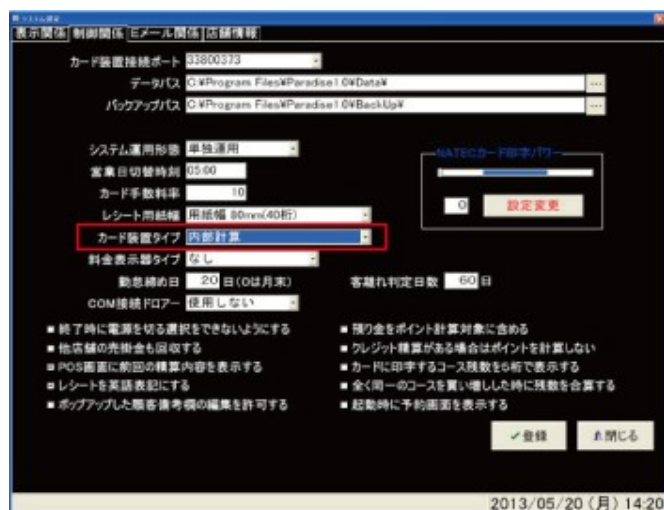 システム設定
表示関係 制御関係 Eメール関係 店舗情報
カード装置接続ポート 33800373
データパス C:¥Program Files¥Paradise1.0¥Data¥ ...
バックアップパス C:¥Program Files¥Paradise1.0¥BackUp¥ ...
システム運用形態 単独運用
営業日切替時刻 05:00
カード手数料率 10
レシート用紙幅 用紙幅 80mm(40桁)
カード装置タイプ 内部計算
料金表示器タイプ なし
勤怠締め日 20 日(0は月末)
COM接続ドロアー 使用しない
NATECカード印字パワー
0 設定変更
客離れ判定日数 60 日
終了時に電源を切る選択をできないようにする
他店舗の売掛金も回収する
POS画面に前回の精算内容を表示する
レシートを英語表記にする
ポップアップした顧客備考欄の編集を許可する
預り金をポイント計算対象に含める
クレジット精算がある場合はポイントを計算しない
カードに印字するコース残数を5桁で表示する
全く同一のコースを買い増しした時に残数を合算する
起動時に予約画面を表示する
登録 閉じる
2013/05/20 (月) 14:20